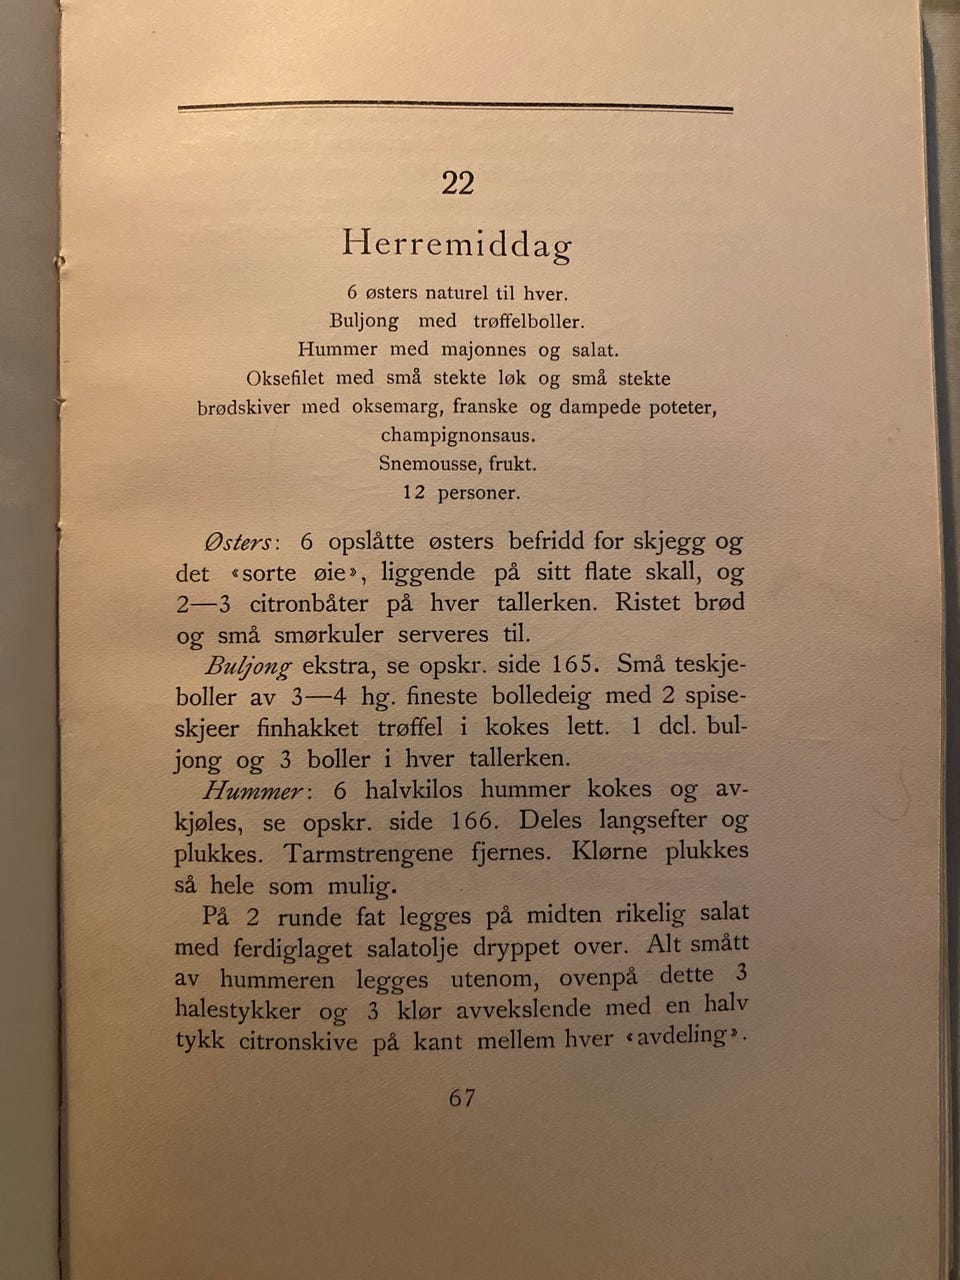 22
Herremiddag
6 østers naturel til hver.
Buljong med trøffelboller.
Hummer med majonnes og salat.
Oksefilet med små stekte løk og små stekte
brødskiver med oksemarg, franske og dampede poteter,
champignonsaus.
Snemousse, frukt.
12 personer.
Østers: 6 opslåtte østers befridd for skjegg og
det «sorte øie», liggende på sitt flate skall, og
2—3 citronbåter på hver tallerken. Ristet brød
og små smørkuler serveres til.
Buljong ekstra, se opskr. side 165. Små teskje-
boller av 3—4 hg. fineste bolledeig med 2 spise-
skjeer finhakket trøffel i kokes lett. 1 dcl. bul-
jong og 3 boller i hver tallerken.
Hummer: 6 halvkilos hummer kokes og av-
kjøles, se opskr. side 166. Deles langsefter og
plukkes. Tarmstrengene fjernes. Klørne plukkes
så hele som mulig.
På 2 runde fat legges på midten rikelig salat
med ferdiglaget salatolje dryppet over. Alt smått
av hummeren legges utenom, ovenpå dette 3
halestykker og 3 klør avvekslende med en halv
tykk citronskive på kant mellem hver «avdeling».
67